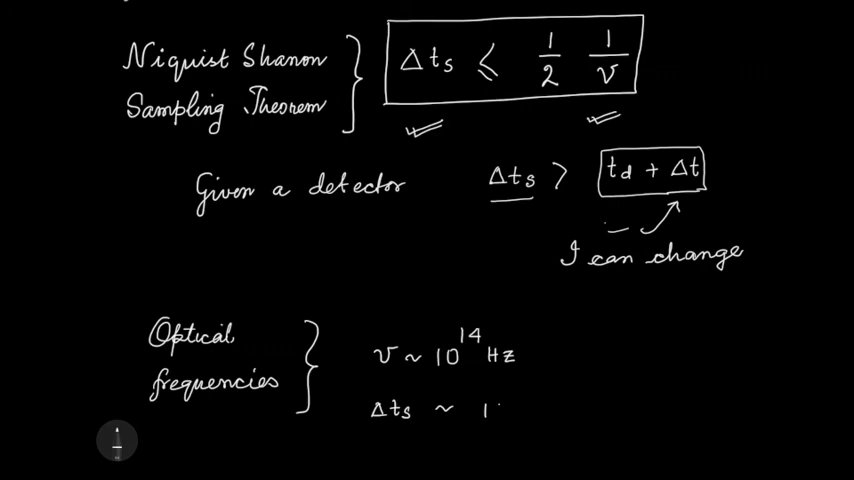 Niquist Shanon
Sampling Theorem } Δts ≤ 1/2 1/ν
Given a detector Δts > td + Δt
I can change
Optical
frequencies } ν ~ 10^14 Hz
Δts ~ 1